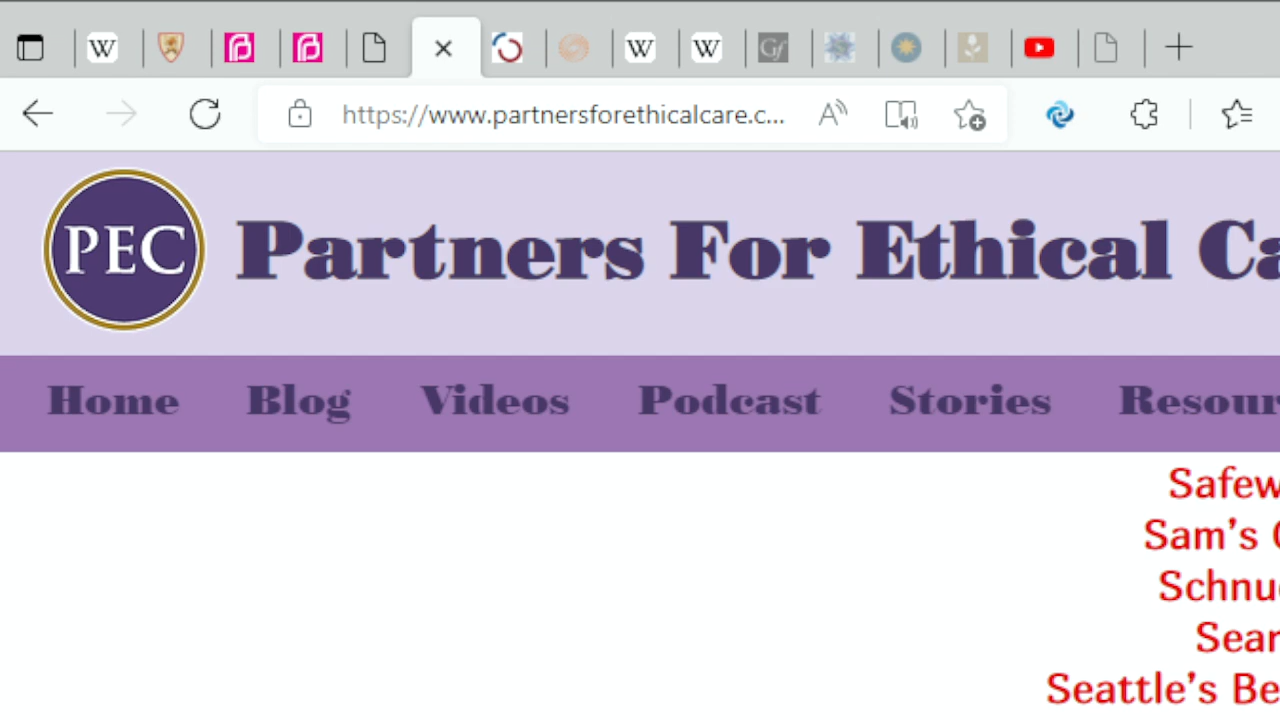 W W W Gf
https://www.partnersforethicalcare.c...
PEC
Partners For Ethical Ca
Home Blog Videos Podcast Stories Resour
Safew
Sam's
Schnu
Sear
Seattle's Be